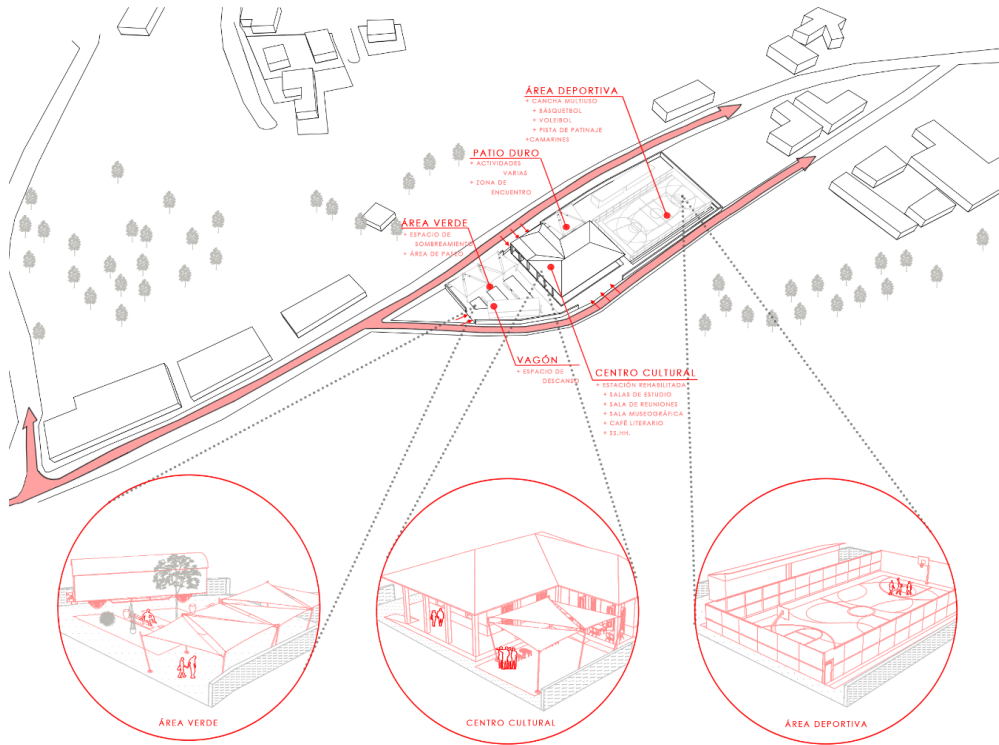 ÁREA DEPORTIVA
+ CANCHA MULTIUSO
+ BÁSQUETBOL
+ VOLEIBOL
+ PISTA DE PATINAJE
+CAMARINES
PATIO DURO
+ ACTIVIDADES
VARIAS
+ ZONA DE
ENCUENTRO
ÁREA VERDE
+ ESPACIO DE
SOMBREAMIENTO
+ ÁREA DE PASEO
VAGÓN
+ ESPACIO DE
DESCANSO
CENTRO CULTURAL
+ ESTACIÓN REHABILITADA
+ SALAS DE ESTUDIO
+ SALA DE REUNIONES
+ SALA MUSEOGRÁFICA
+ CAFÉ LITERARIO
+ SS.HH.
ÁREA VERDE
CENTRO CULTURAL
ÁREA DEPORTIVA